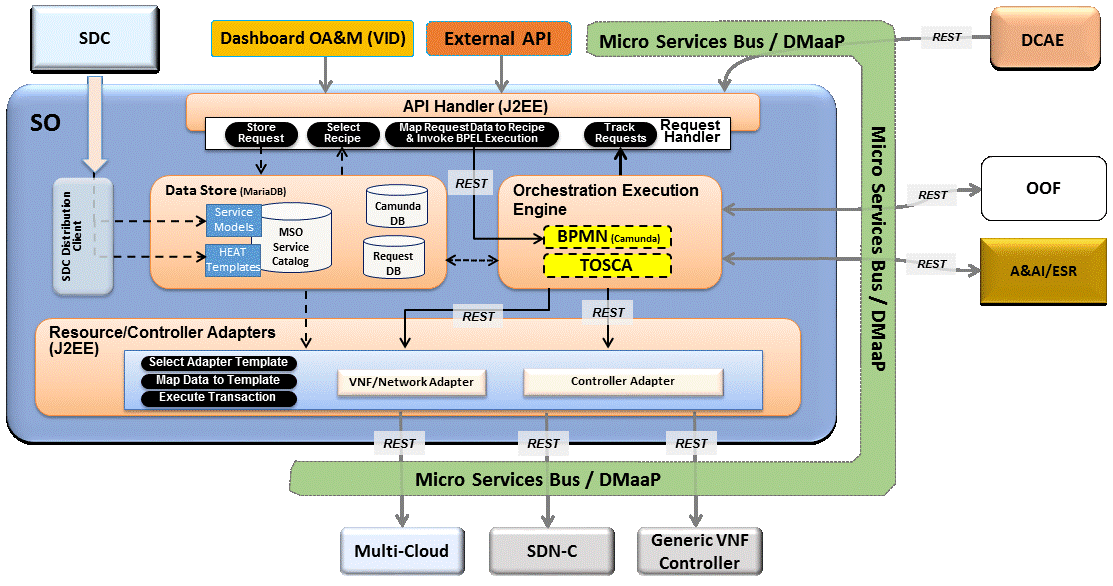 SDC
Dashboard OA&M (VID)
External API
Micro Services Bus / DMaaP
REST
DCAE
SO
API Handler (J2EE)
Store
Request
Select
Recipe
Map Request Data to Recipe
& Invoke BPEL Execution
Track
Requests
Request
Handler
SDC Distribution
Client
Data Store (MariaDB)
Service
Models
HEAT
Templates
MSO
Service
Catalog
Camunda
DB
Request
DB
REST
Orchestration Execution
Engine
BPMN (Camunda)
TOSCA
Micro Services Bus / DMaaP
Micro Services Bus / DMaaP
REST
OOF
REST
A&AI/ESR
REST
REST
Resource/Controller Adapters
(J2EE)
Select Adapter Template
Map Data to Template
Execute Transaction
VNF/Network Adapter
Controller Adapter
REST
REST
REST
Micro Services Bus / DMaaP
Multi-Cloud
SDN-C
Generic VNF
Controller